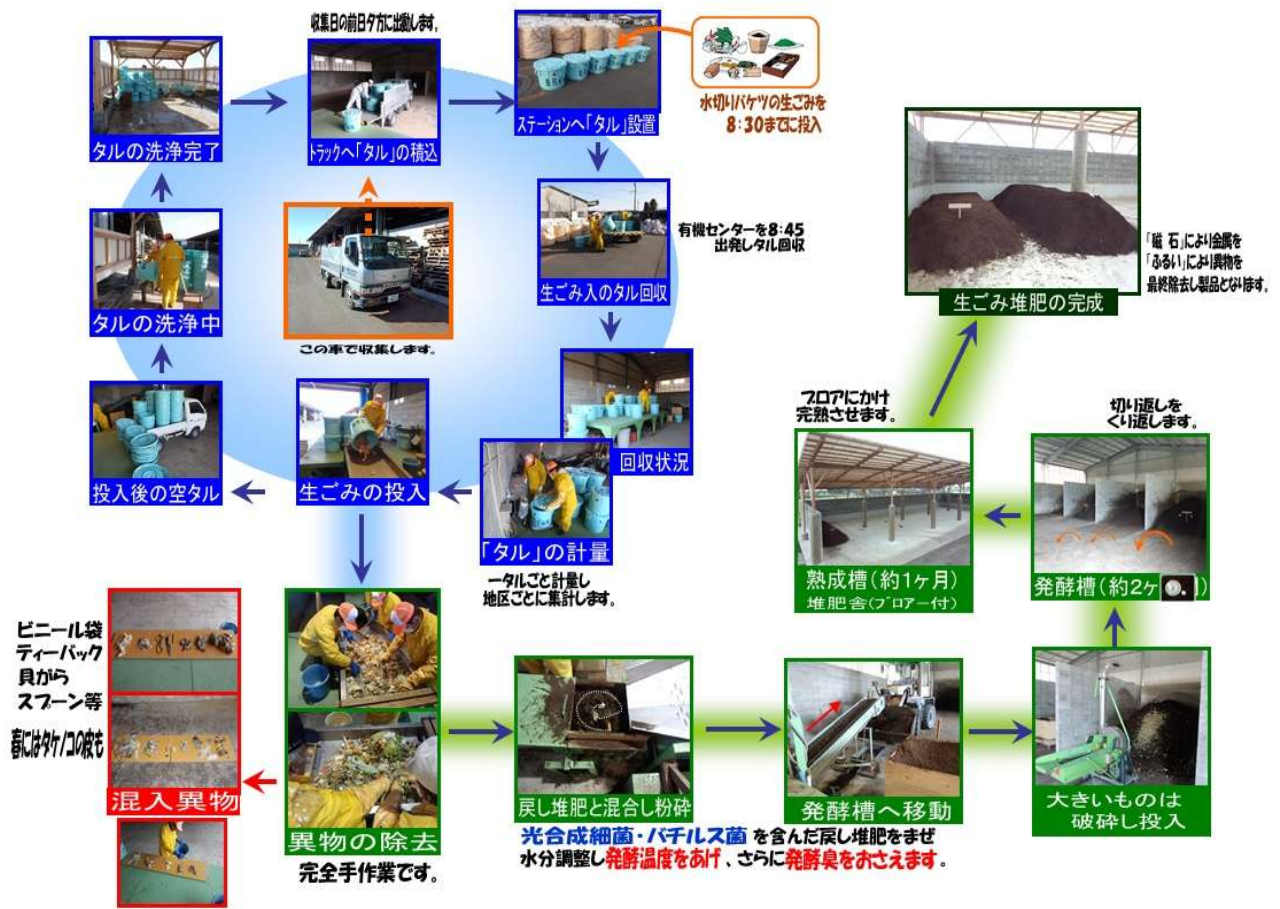 収集日の前日夕方に出動します。
タルの洗浄完了
トラックへ「タル」の積込
ステーションへ「タル」設置
水切りバケツの生ごみを
8:30までに投入
生ごみ入のタル回収
有機センターを8:45
出発しタル回収
回収状況
「タル」の計量
一タルごと計量し
地区ごとに集計します。
生ごみの投入
投入後の空タル
タルの洗浄中
この車で収集します。
異物の除去
完全手作業です。
ビニール袋
ティーバック
貝がら
スプーン等
春にはタケノコの皮も
混入異物
戻し堆肥と混合し粉砕
発酵槽へ移動
光合成細菌・バチルス菌 を含んだ戻し堆肥をまぜ
水分調整し発酵温度をあげ、さらに発酵臭をおさえます。
大きいものは
破砕し投入
切り返しを
くり返します。
発酵槽(約2ヶ
ブロアにかけ
完熟させます。
熟成槽(約1ヶ月)
堆肥舎(ブロアー付)
生ごみ堆肥の完成
「磁 石」により金属を
「ふるい」により異物を
最終除去し製品となります。